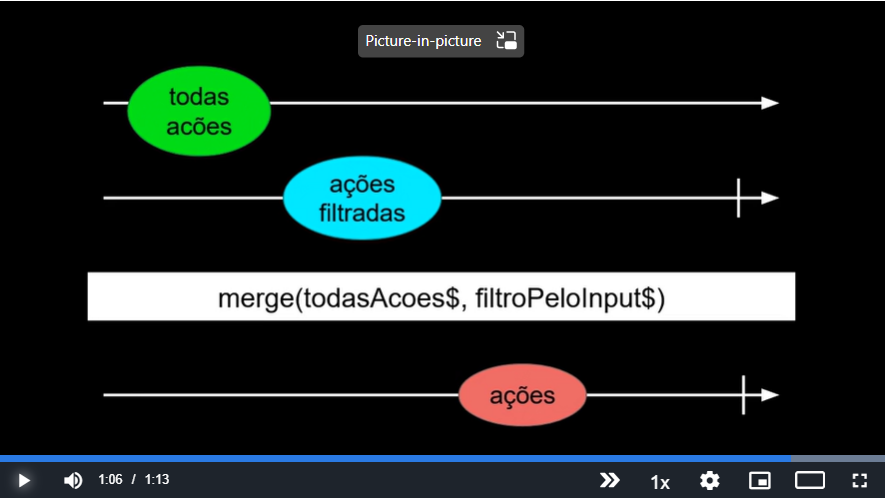 Picture-in-picture
todas
acões
ações
filtradas
merge(todasAcoes$, filtroPeloInput$)
ações
1:06 / 1:13
1x